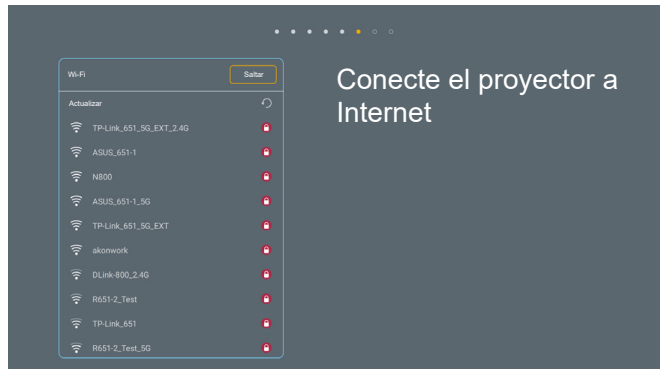 Wi-Fi
Saltar
Actualizar
TP-Link_651_5G_EXT_2.4G
ASUS_651-1
N800
ASUS_651-1_5G
TP-Link_651_5G_EXT
akonwork
DLink-800_2.4G
R651-2_Test
TP-Link_651
R651-2_Test_5G
Conecte el proyector a
Internet